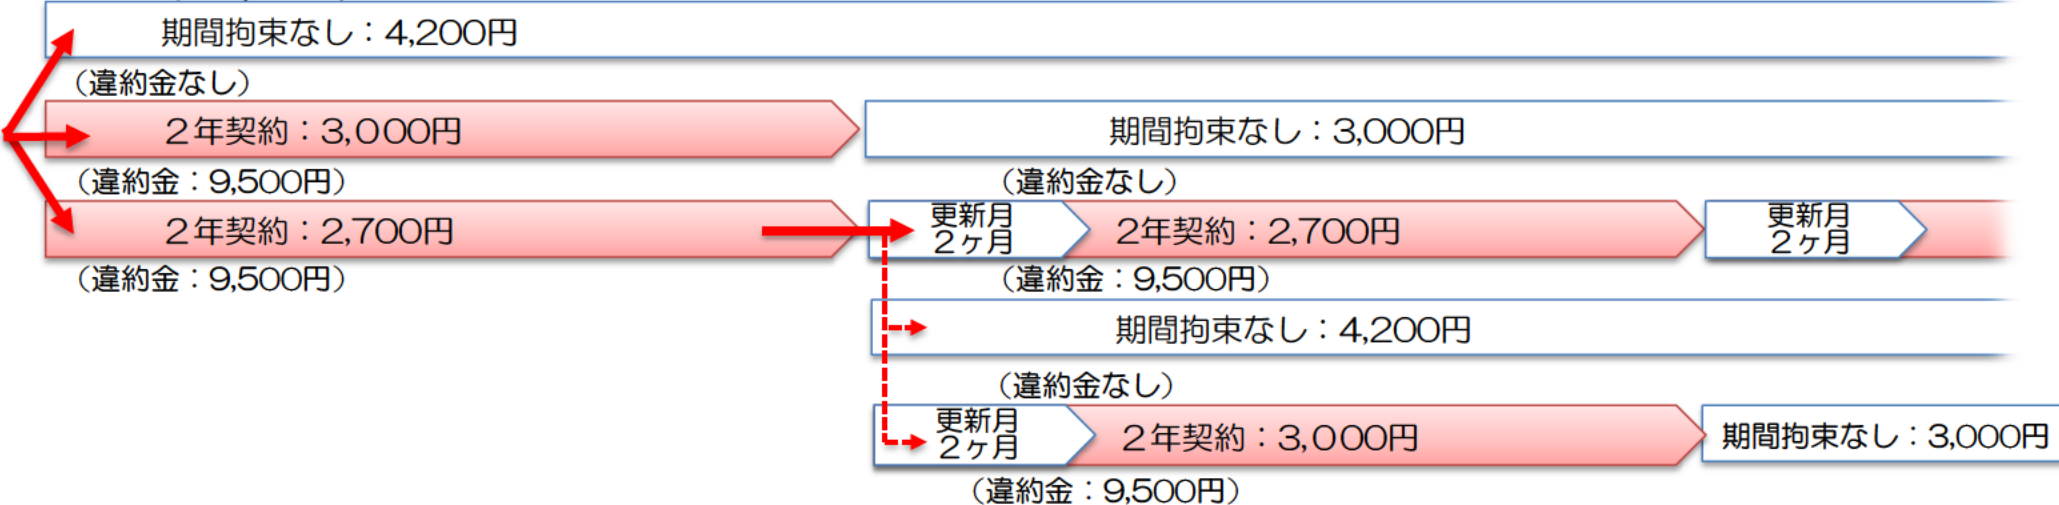 期間拘束なし：4,200円
（違約金なし）
２年契約：3,000円
期間拘束なし：3,000円
（違約金：9,500円）
（違約金なし）
２年契約：2,700円
更新月
２ヶ月
２年契約：2,700円
更新月
２ヶ月
（違約金：9,500円）
（違約金：9,500円）
期間拘束なし：4,200円
（違約金なし）
更新月
２ヶ月
２年契約：3,000円
期間拘束なし：3,000円
（違約金：9,500円）